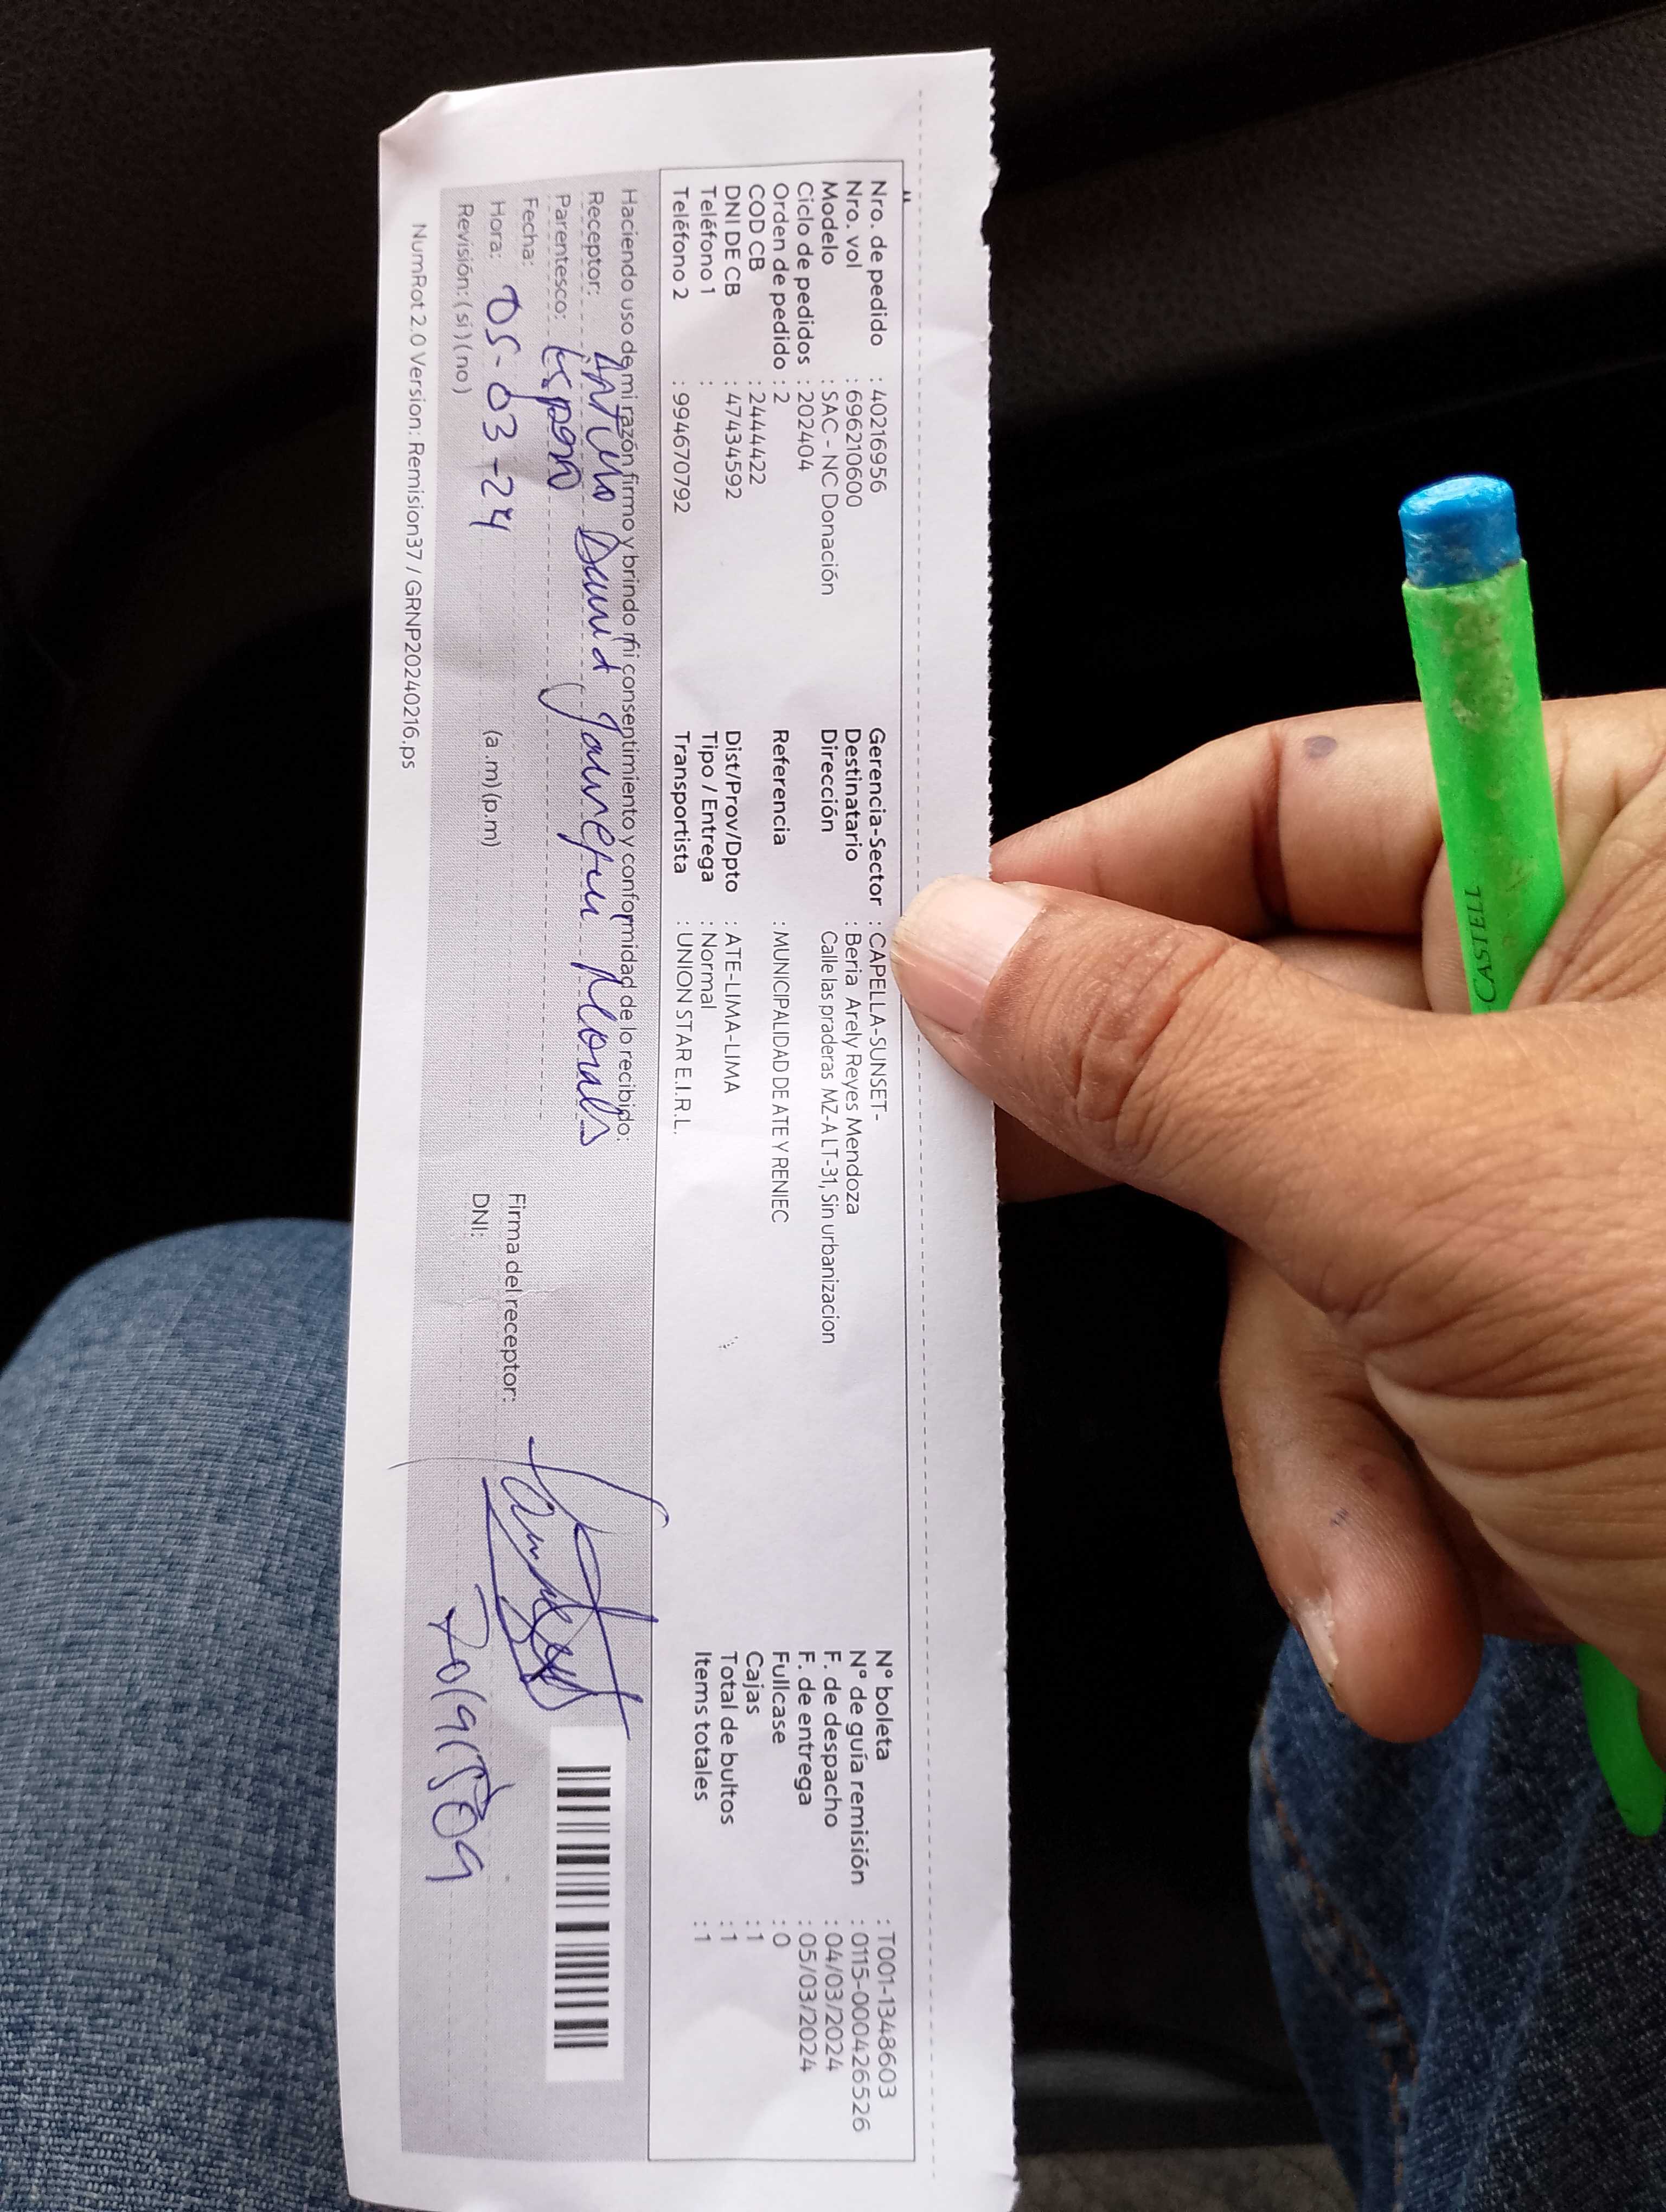 Nro. de pedido : 40216956
Nro. vol : 696210600
Modelo : SAC - NC Donación
Ciclo de pedidos : 202404
Orden de pedido : 2
COD CB : 2444422
DNI DE CB : 47434592
Teléfono 1 :
Teléfono 2 : 994670792
Gerencia-Sector : CAPELLA-SUNSET-
Destinatario : Beria Arely Reyes Mendoza
Dirección Calle las praderas MZ-A LT-31, Sin urbanizacion
Referencia : MUNICIPALIDAD DE ATE Y RENIEC
Dist/Prov/Dpto : ATE-LIMA-LIMA
Tipo / Entrega : Normal
Transportista : UNION STAR E.I.R.L.
N° boleta : T001-1348603
N° de guía remisión : 0115-000426526
F. de despacho : 04/03/2024
F. de entrega : 05/03/2024
Fullcase : 0
Cajas : 1
Total de bultos : 1
Items totales : 1
Haciendo uso de mi razón firmo y brindo mi consentimiento y conformidad de lo recibido:
Receptor: David
Parentesco:
Fecha:
Hora: 05-03-24 (a.m) (p.m)
Revisión: ( si ) ( no )
Firma del receptor:
DNI:
NumRot 2.0 Version: Remision37 / GRNP20240216.ps
CASTELL